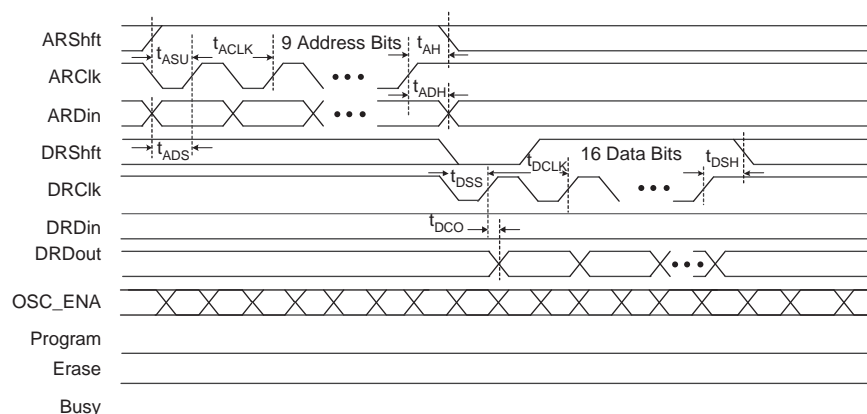 ARShft
tASU
tACLK
9 Address Bits
tAH
ARClk
tADH
ARDin
tADS
DRShft
16 Data Bits
tDCLK
tDSH
tDSS
DRClk
DRDin
tDCO
DRDout
OSC_ENA
Program
Erase
Busy